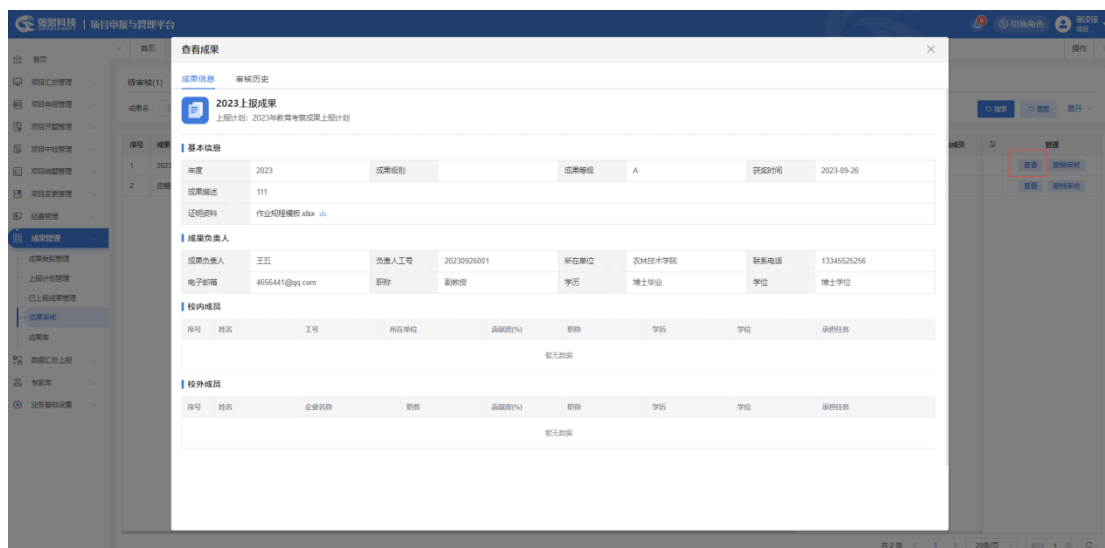 强智科技 | 项目申报与管理平台
切换角色
首页
操作
首页
项目汇总管理
项目申报管理
项目开题管理
项目中检管理
项目结题管理
项目变更管理
经费管理
成果管理
成果类别管理
上报计划管理
已上报成果管理
成果审核
成果库
数据汇总上报
专家库
业务基础设置
待审核(1)
成果名...
搜索
重置
展开
序号
成果
管理
1
2023
查看
撤销审核
2
查看
撤销审核
查看成果
成果信息 审核历史
2023上报成果
上报计划：2023年教育考察成果上报计划
基本信息
年度 2023 成果级别 成果等级 A 获奖时间 2023-09-26
成果描述 111
证明资料 作业规程模板.xlsx
成果负责人
成果负责人 王五 负责人工号 20230926001 所在单位 农林技术学院 联系电话 13345525256
电子邮箱 4656441@qq.com 职称 副教授 学历 博士毕业 学位 博士学位
校内成员
序号 姓名 工号 所在单位 贡献度(%) 职称 学历 学位 承担任务
暂无数据
校外成员
序号 姓名 企业名称 职务 贡献度(%) 职称 学历 学位 承担任务
暂无数据
共 2 条 1 20条/页 前往 1 页